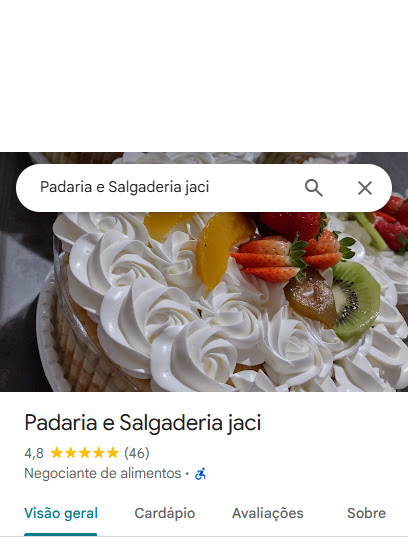 Padaria e Salgaderia jaci
Padaria e Salgaderia jaci
4,8 ★★★★★ (46)
Negociante de alimentos ·
Visão geral Cardápio Avaliações Sobre